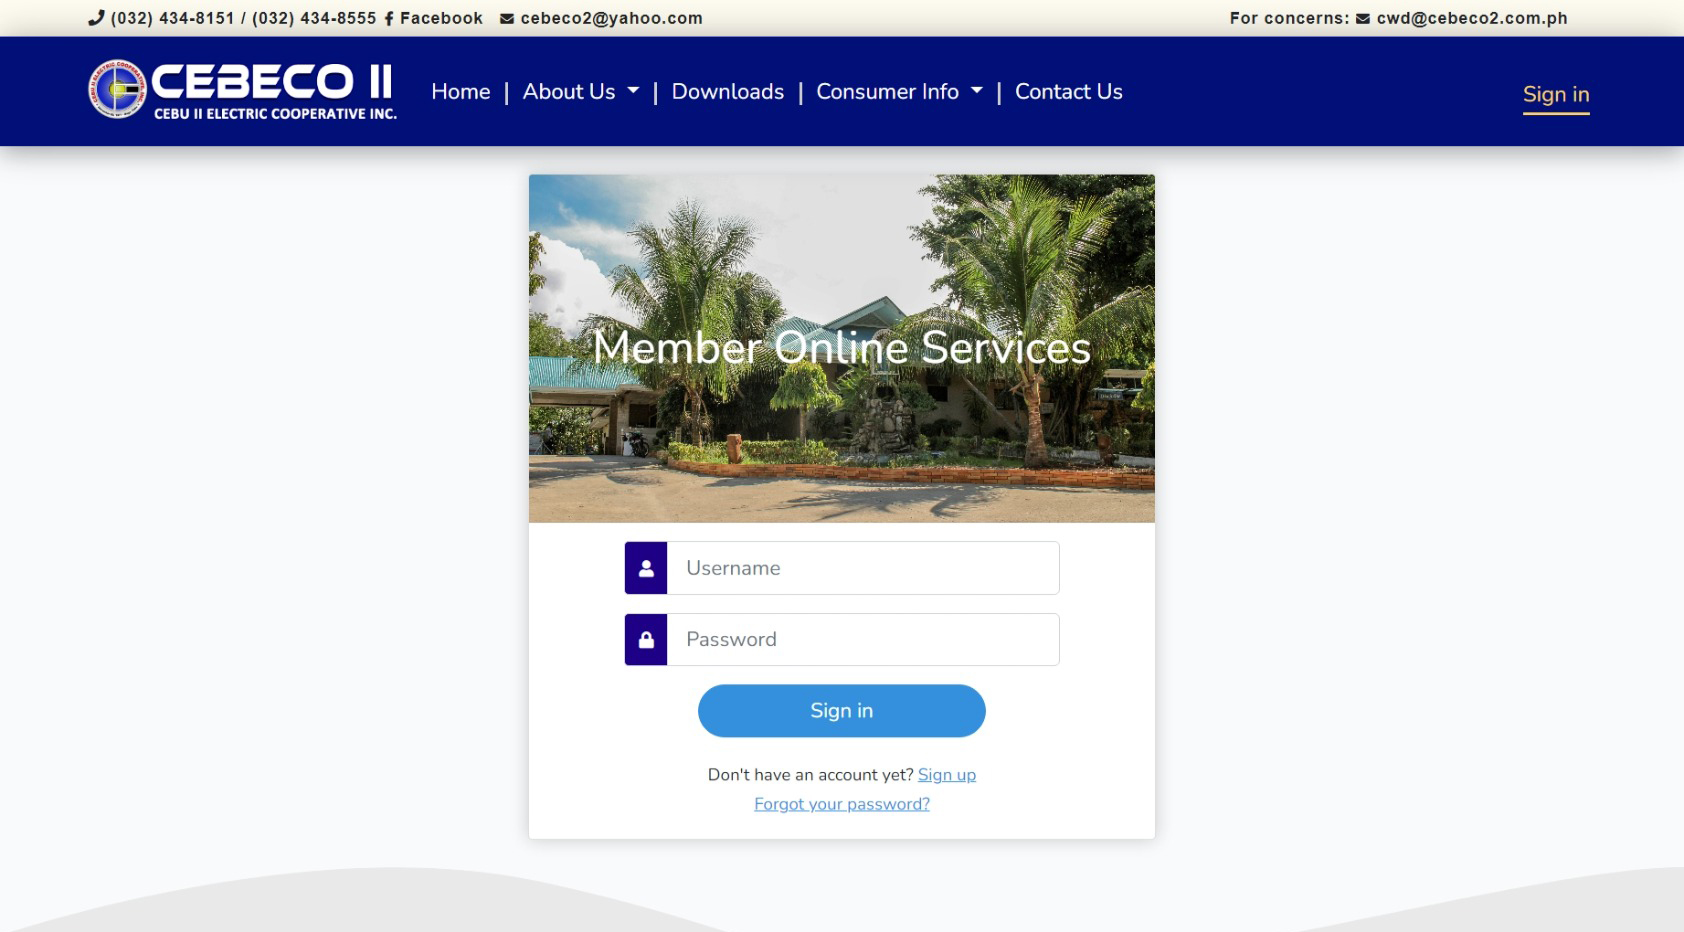 (032) 434-8151 / (032) 434-8555 Facebook cebeco2@yahoo.com For concerns: cwd@cebeco2.com.ph
CEBECO II
CEBU II ELECTRIC COOPERATIVE INC.
Home | About Us | Downloads | Consumer Info | Contact Us
Sign in
Member Online Services
Username
Password
Sign in
Don't have an account yet? Sign up
Forgot your password?